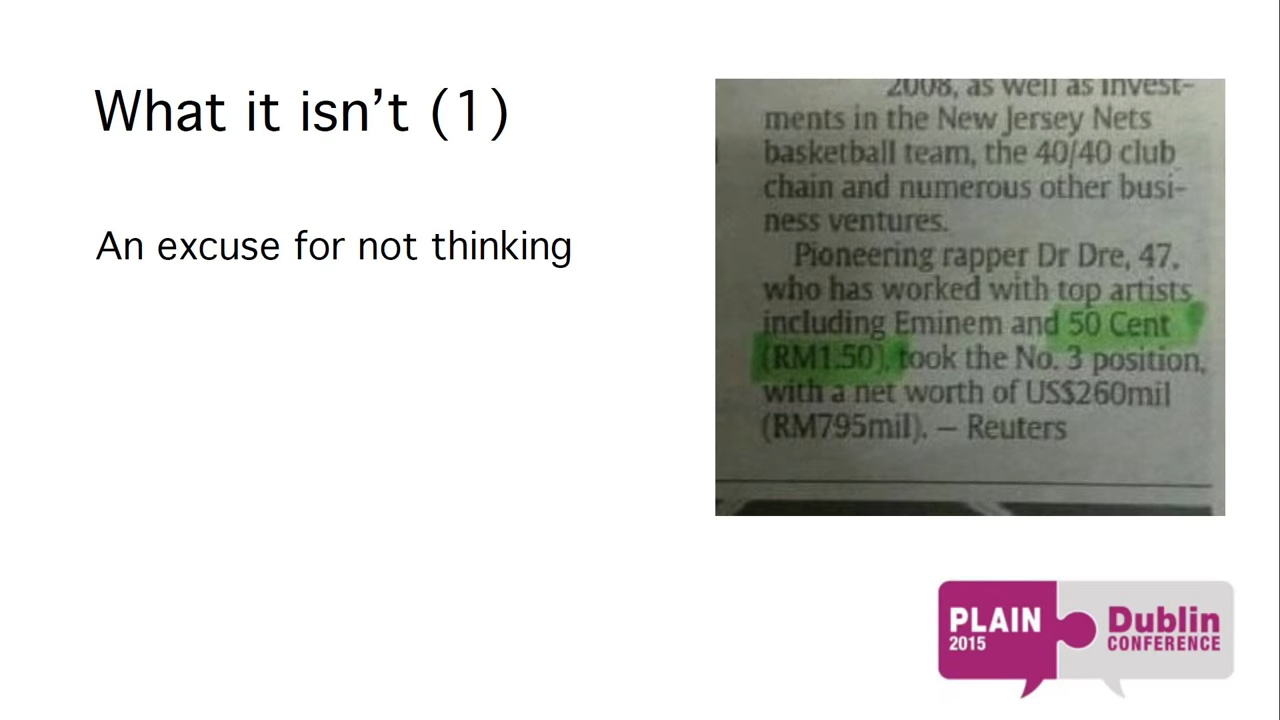 What it isn’t (1)
An excuse for not thinking
2008, as well as invest-
ments in the New Jersey Nets
basketball team, the 40/40 club
chain and numerous other busi-
ness ventures.
Pioneering rapper Dr Dre, 47,
who has worked with top artists
including Eminem and 50 Cent
(RM1.50), took the No. 3 position,
with a net worth of US$260mil
(RM795mil). – Reuters
PLAIN
2015
Dublin
CONFERENCE